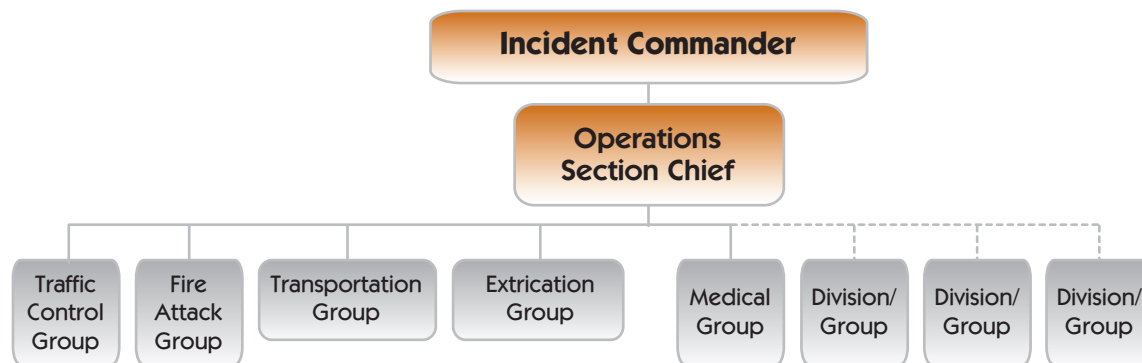 Incident Commander
Operations
Section Chief
Traffic
Control
Group
Fire
Attack
Group
Transportation
Group
Extrication
Group
Medical
Group
Division/
Group
Division/
Group
Division/
Group